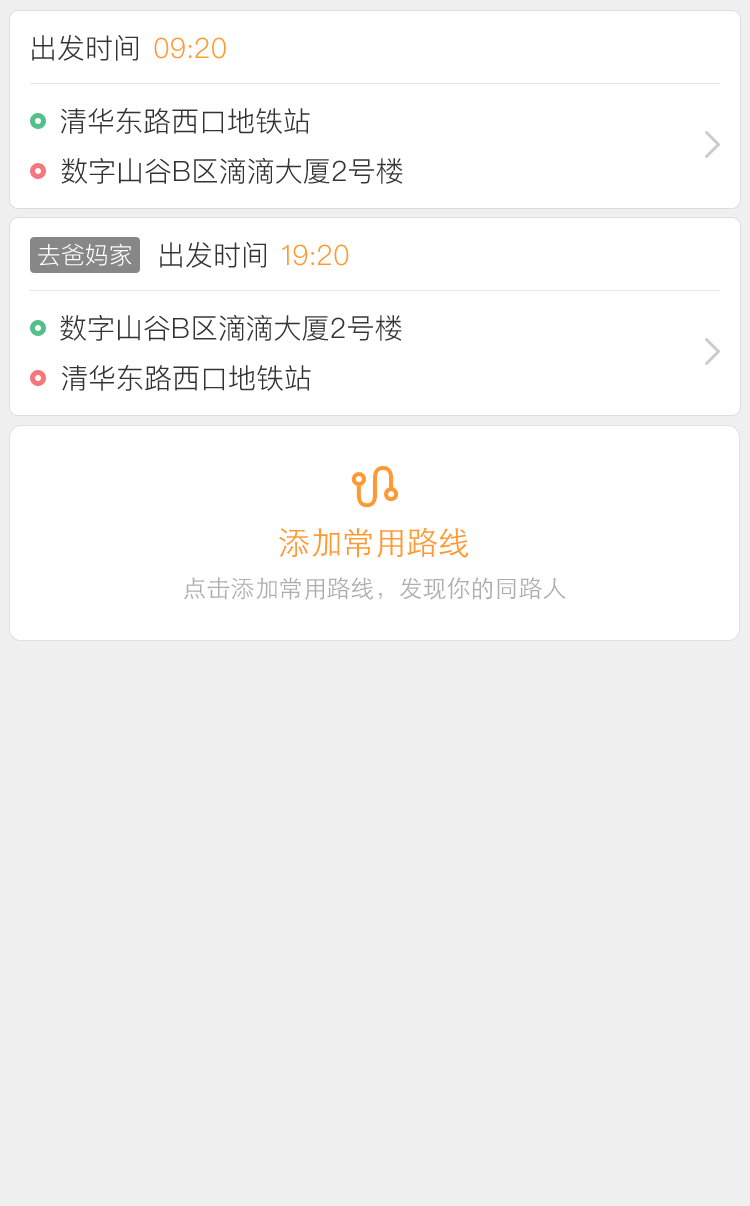 出发时间 09:20
清华东路西口地铁站
数字山谷B区滴滴大厦2号楼
去爸妈家 出发时间 19:20
数字山谷B区滴滴大厦2号楼
清华东路西口地铁站
添加常用路线
点击添加常用路线，发现你的同路人